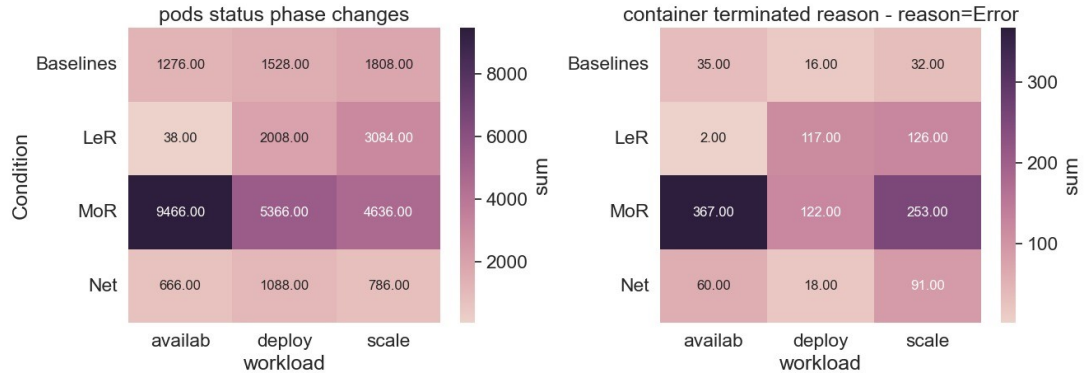 pods status phase changes
Condition
Baselines 1276.00 1528.00 1808.00
LeR 38.00 2008.00 3084.00
MoR 9466.00 5366.00 4636.00
Net 666.00 1088.00 786.00
availab deploy scale
workload
8000
6000
4000
2000
sum
container terminated reason - reason=Error
Baselines 35.00 16.00 32.00
LeR 2.00 117.00 126.00
MoR 367.00 122.00 253.00
Net 60.00 18.00 91.00
availab deploy scale
workload
300
200
100
sum